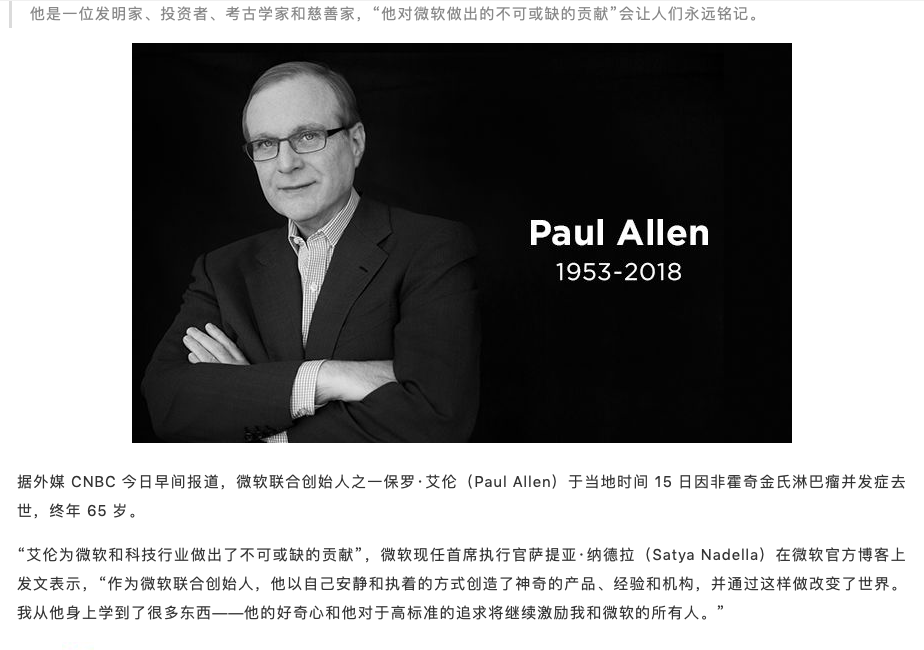 他是一位发明家、投资者、考古学家和慈善家，“他对微软做出的不可或缺的贡献”会让人们永远铭记。
Paul Allen
1953-2018
据外媒 CNBC 今日早间报道，微软联合创始人之一保罗·艾伦（Paul Allen）于当地时间 15 日因非霍奇金氏淋巴瘤并发症去
世，终年 65 岁。
“艾伦为微软和科技行业做出了不可或缺的贡献”，微软现任首席执行官萨提亚·纳德拉（Satya Nadella）在微软官方博客上
发文表示，“作为微软联合创始人，他以自己安静和执着的方式创造了神奇的产品、经验和机构，并通过这样做改变了世界。
我从他身上学到了很多东西——他的好奇心和他对于高标准的追求将继续激励我和微软的所有人。”